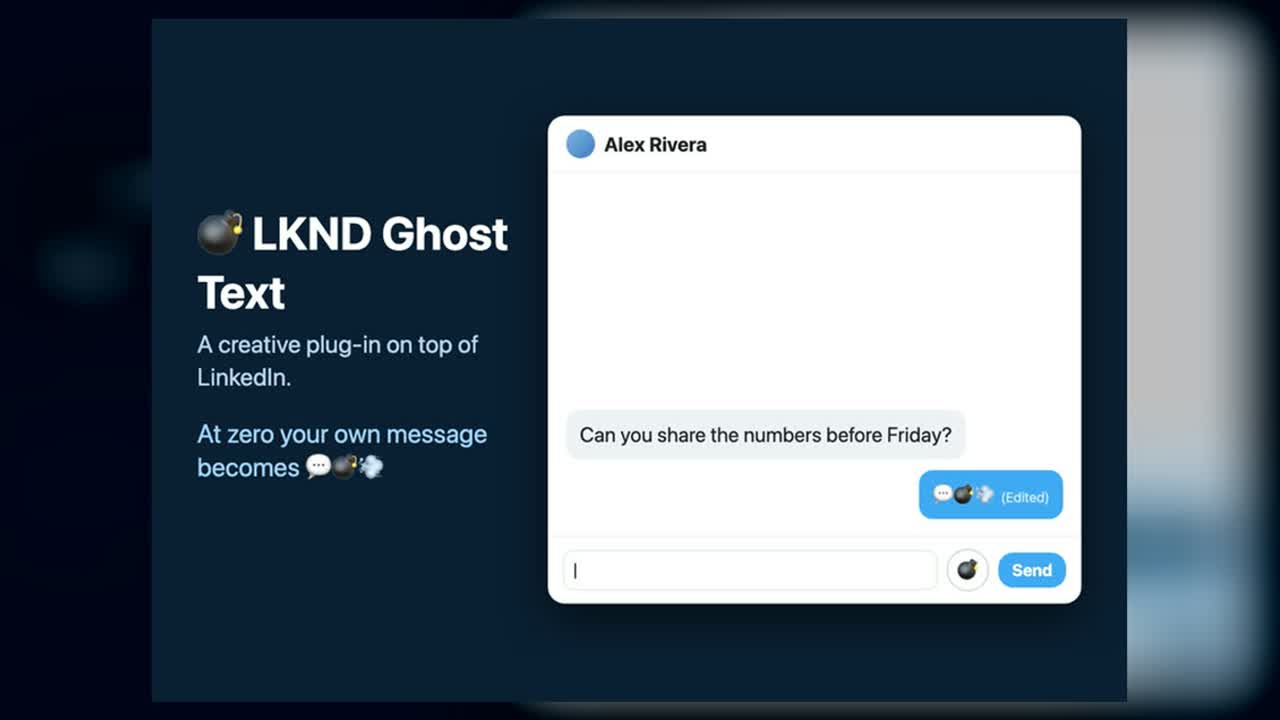 💣 LKND Ghost
Text
A creative plug-in on top of
LinkedIn.
At zero your own message
becomes 💬💣💨
Alex Rivera
Can you share the numbers before Friday?
💬💣💨 (Edited)
💣 Send